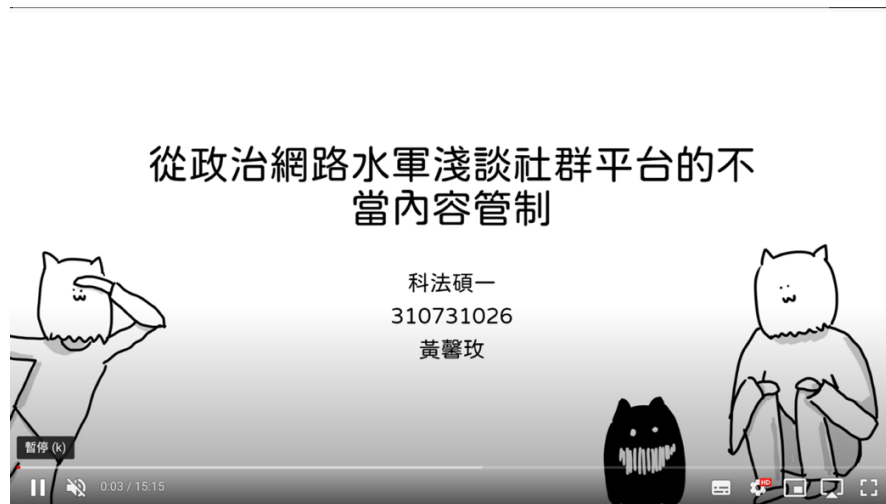 從政治網路水軍淺談社群平台的不
當內容管制
科法碩一
310731026
黃馨玫
暫停 (k)
0:03 / 15:15
HD